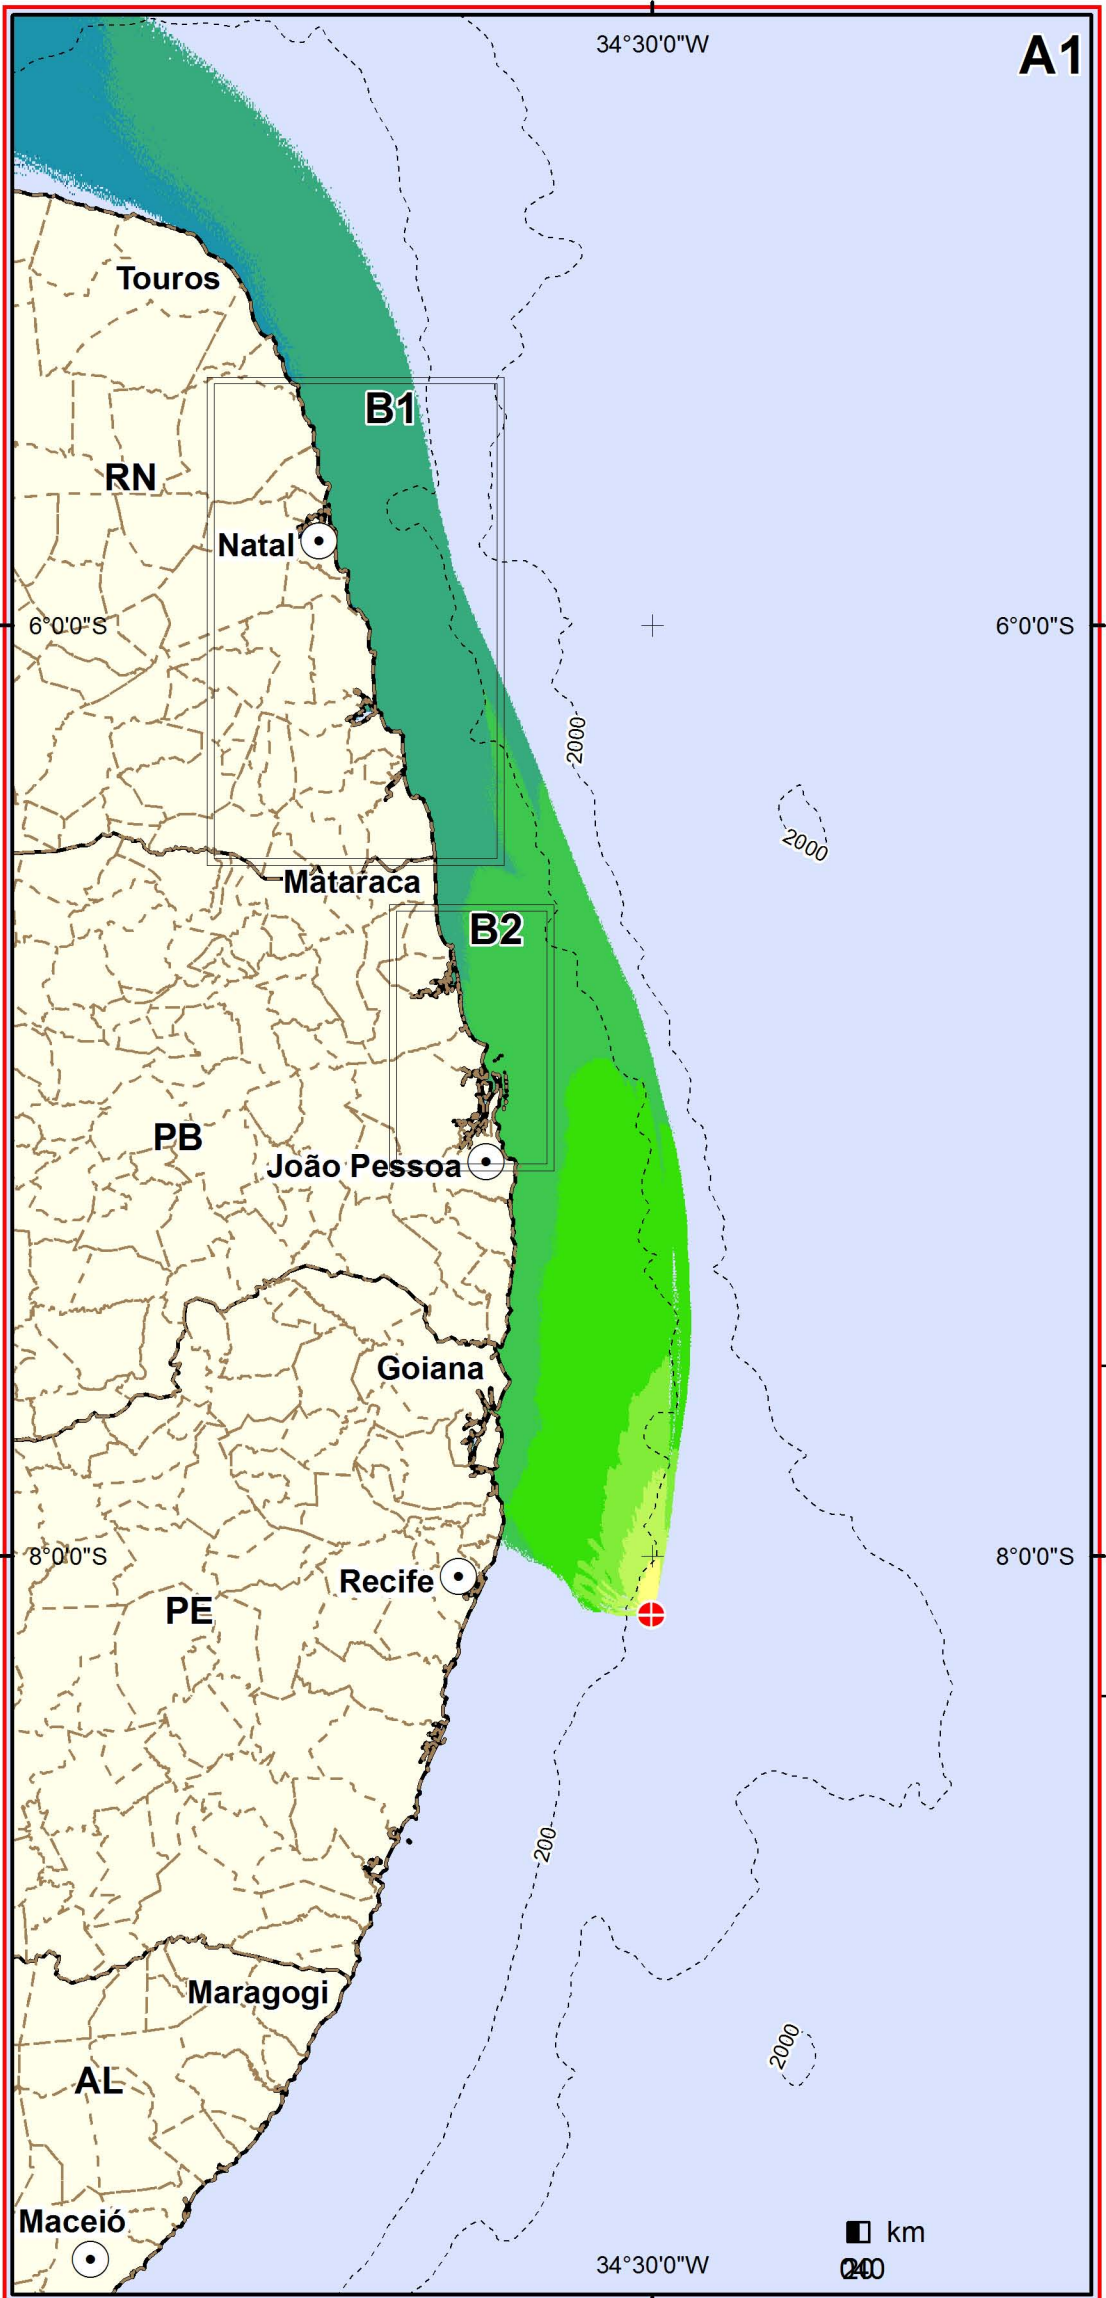 34°30'0"W
A1
Touros
B1
RN
Natal
6°0'0"S
6°0'0"S
2000
2000
Mataraca
B2
PB
João Pessoa
Goiana
8°0'0"S
8°0'0"S
Recife
PE
200
Maragogi
2000
AL
Maceió
km
34°30'0"W